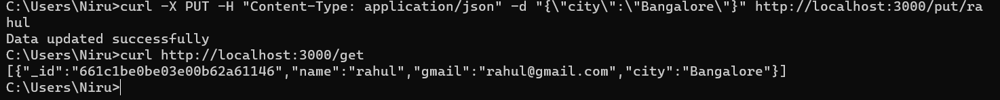 C:\Users\Niru>curl -X PUT -H "Content-Type: application/json" -d "{\"city\":\"Bangalore\"}" http://localhost:3000/put/ra
hul
Data updated successfully
C:\Users\Niru>curl http://localhost:3000/get
[{"_id":"661c1be0be03e00b62a61146","name":"rahul","gmail":"rahul@gmail.com","city":"Bangalore"}]
C:\Users\Niru>